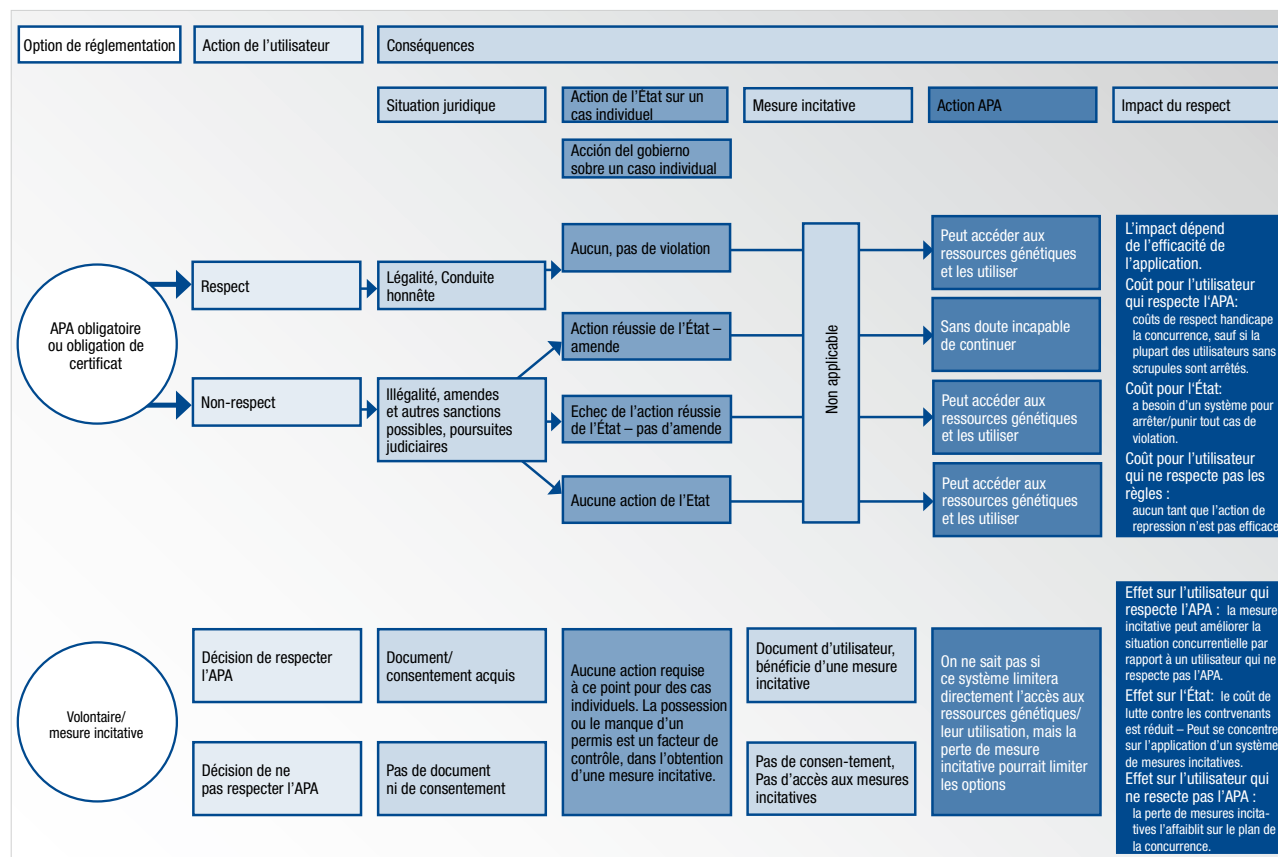 Option de réglementation
Action de l'utilisateur
Conséquences
Situation juridique
Action de l'État sur un
cas individuel
Mesure incitative
Action APA
Impact du respect
Acción del gobierno
sobre un caso individual
APA obligatoire
ou obligation de
certificat
Respect
Légalité, Conduite
honnête
Aucun, pas de violation
Non applicable
Peut accéder aux
ressources génétiques
et les utiliser
Action réussie de l'État –
amende
Sans doute incapable
de continuer
Non-respect
Illégalité, amendes
et autres sanctions
possibles, poursuites
judiciaires
Echec de l'action réussie
de l'État – pas d'amende
Peut accéder aux
ressources génétiques
et les utiliser
Aucune action de l'Etat
Peut accéder aux
ressources génétiques
et les utiliser
L'impact dépend
de l'efficacité de
l'application.
Coût pour l'utilisateur
qui respecte l'APA:
coûts de respect handicape
la concurrence, sauf si la
plupart des utilisateurs sans
scrupules sont arrêtés.
Coût pour l'État:
a besoin d'un système pour
arrêter/punir tout cas de
violation.
Coût pour l'utilisateur
qui ne respecte pas les
règles :
aucun tant que l'action de
repression n'est pas efficace
Volontaire/
mesure incitative
Décision de respecter
l'APA
Document/
consentement acquis
Aucune action requise
à ce point pour des cas
individuels. La possession
ou le manque d'un
permis est un facteur de
contrôle, dans l'obtention
d'une mesure incitative.
Document d'utilisateur,
bénéficie d'une mesure
incitative
On ne sait pas si
ce système limitera
directement l'accès aux
ressources génétiques/
leur utilisation, mais la
perte de mesure
incitative pourrait limiter
les options
Décision de ne
pas respecter l'APA
Pas de document
ni de consentement
Pas de consen-tement,
Pas d'accès aux mesures
incitatives
Effet sur l'utilisateur qui
respecte l'APA : la mesure
incitative peut améliorer la
situation concurrentielle par
rapport à un utilisateur qui ne
respecte pas l'APA.
Effet sur l'État: le coût de
lutte contre les contrvenants
est réduit – Peut se concentre
sur l'application d'un système
de mesures incitatives.
Effet sur l'utilisateur qui
ne resecte pas l'APA :
la perte de mesures incita-
tives l'affaiblit sur le plan de
la concurrence.